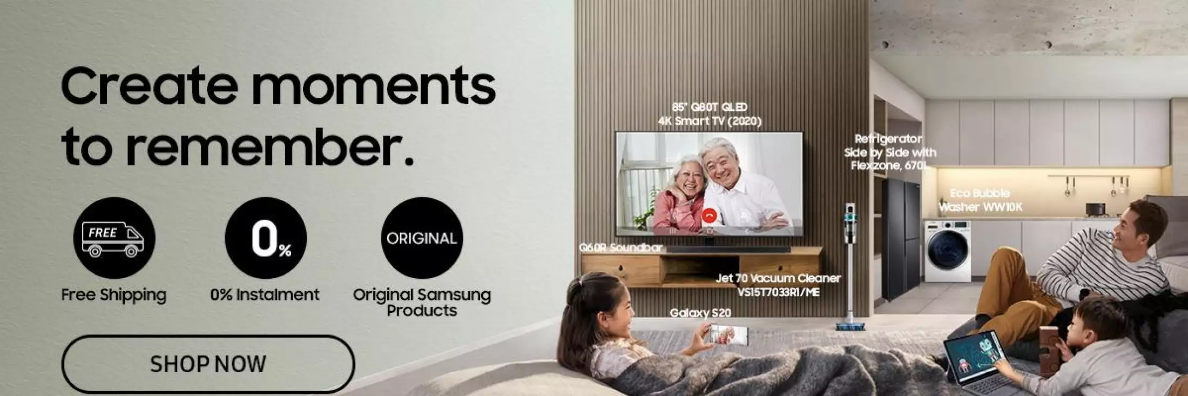 Create moments
to remember.
FREE
0%
ORIGINAL
Free Shipping
0% Instalment
Original Samsung
Products
SHOP NOW
85" Q80T QLED
4K Smart TV (2020)
Refrigerator
Side by Side with
Flexzone, 670L
Eco Bubble
Washer WW10K
Q60R Soundbar
Jet 70 Vacuum Cleaner
VS15T7033R1/ME
Galaxy S20